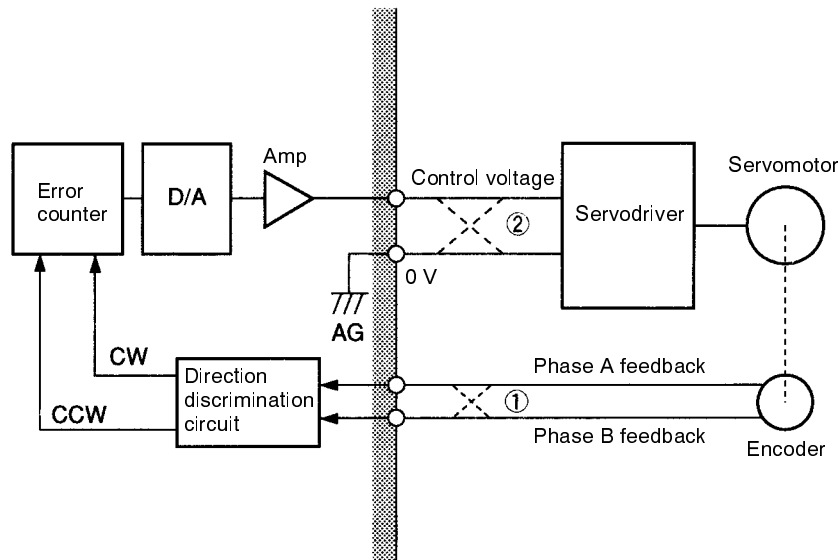 Error
counter
D/A
Amp
Control voltage
②
Servodriver
Servomotor
0 V
AG
CW
CCW
Direction
discrimination
circuit
Phase A feedback
①
Phase B feedback
Encoder